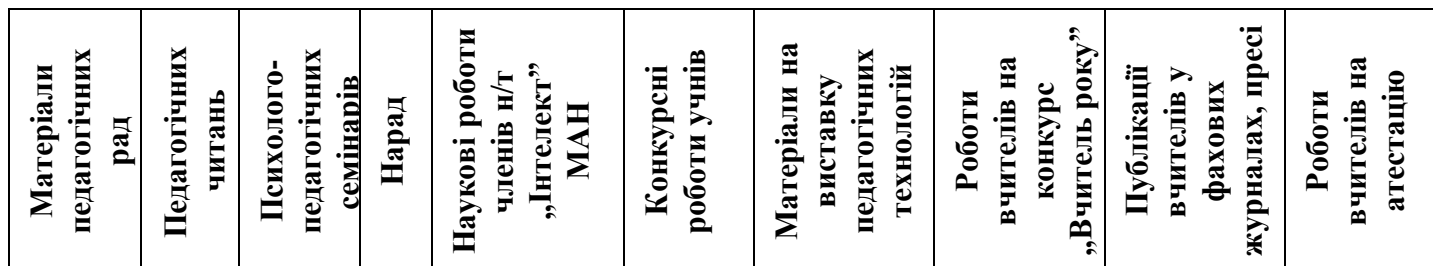 Матеріали
педагогічних
рад
Педагогічних
читань
Психолого-
педагогічних
семінарів
Нарад
Наукові роботи
членів н/т
„Інтелект”
МАН
Конкурсні
роботи учнів
Матеріали на
виставку
педагогічних
технологій
Роботи
вчителів на
конкурс
„Вчитель року”
Публікації
вчителів у
фахових
журналах, пресі
Роботи
вчителів на
атестацію